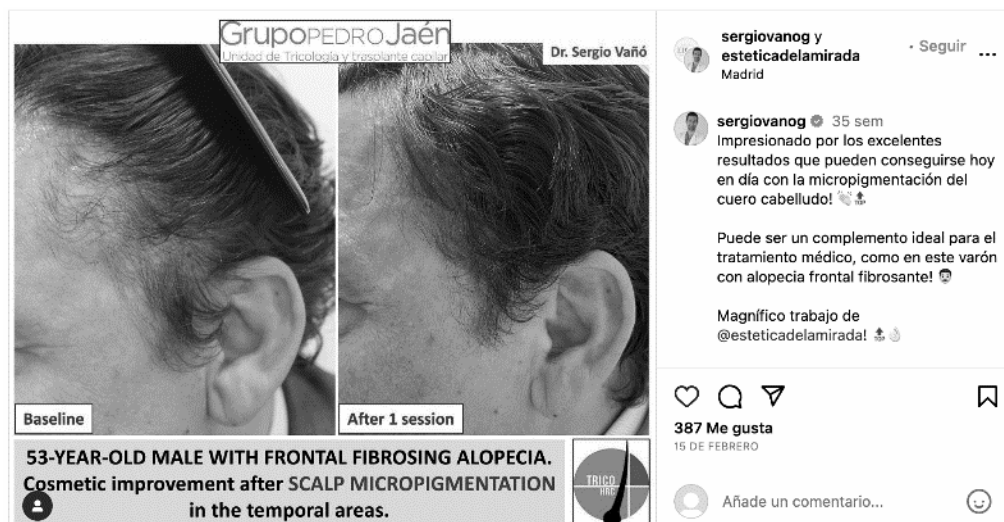 GrupoPEDROJaén
Unidad de Tricología y trasplante capilar
Dr. Sergio Vañó
Baseline
After 1 session
53-YEAR-OLD MALE WITH FRONTAL FIBROSING ALOPECIA.
Cosmetic improvement after SCALP MICROPIGMENTATION
in the temporal areas.
TRICO
HRC
sergiovanog y
esteticadelamirada
Madrid
• Seguir
...
sergiovanog 35 sem
Impresionado por los excelentes
resultados que pueden conseguirse hoy
en día con la micropigmentación del
cuero cabelludo! 👏🔝
Puede ser un complemento ideal para el
tratamiento médico, como en este varón
con alopecia frontal fibrosante!
Magnífico trabajo de
@esteticadelamirada! 🔝👌
387 Me gusta
15 DE FEBRERO
Añade un comentario...